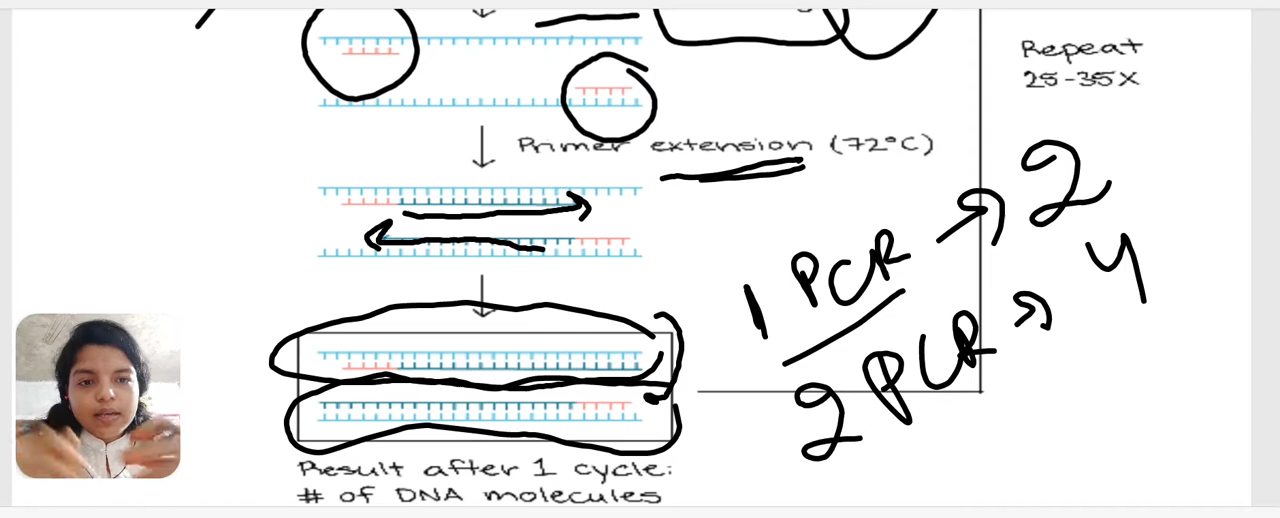 Repeat
25-35X
Primer extension (72°C)
1 PCR → 2
2 PCR → 4
Result after 1 cycle:
# of DNA molecules